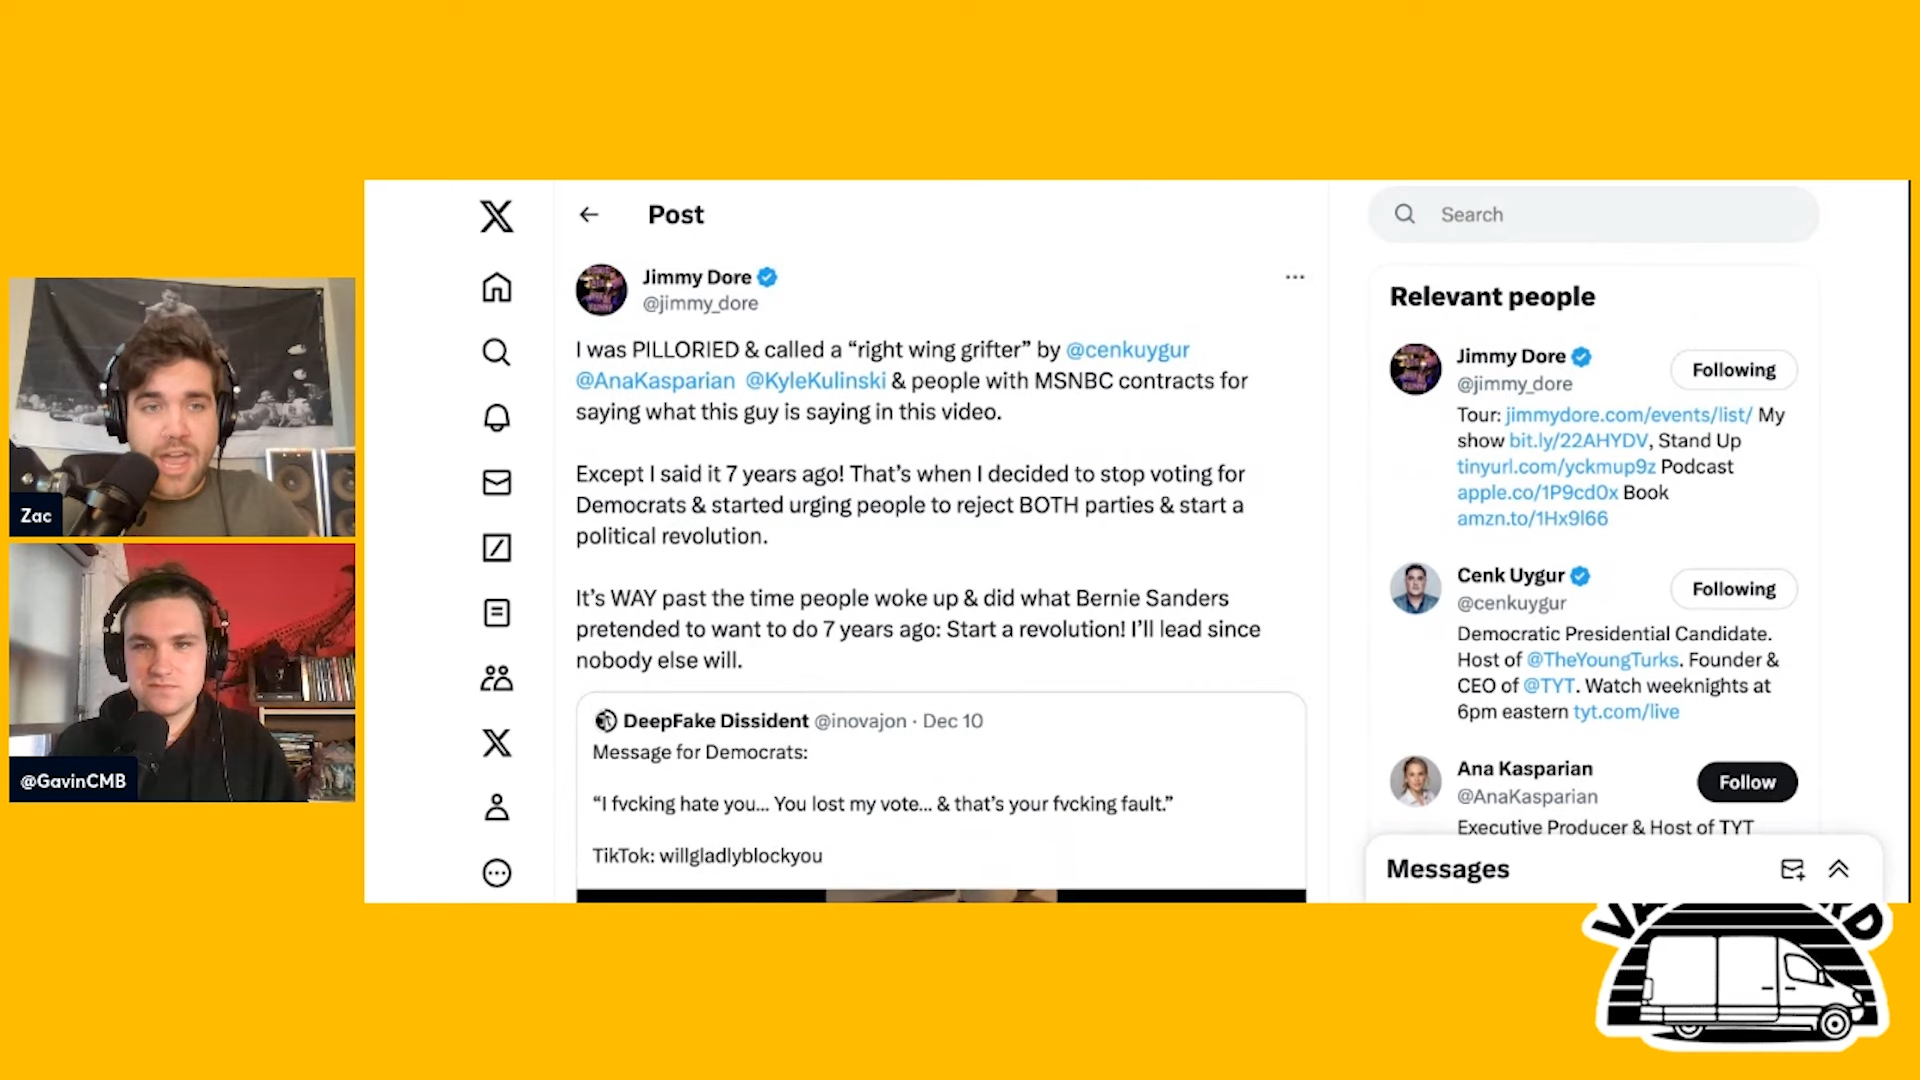 Zac
@GavinCMB
Post
Jimmy Dore
@jimmy_dore
I was PILLORIED & called a “right wing grifter” by @cenkuygur
@AnaKasparian @KyleKulinski & people with MSNBC contracts for
saying what this guy is saying in this video.
Except I said it 7 years ago! That’s when I decided to stop voting for
Democrats & started urging people to reject BOTH parties & start a
political revolution.
It’s WAY past the time people woke up & did what Bernie Sanders
pretended to want to do 7 years ago: Start a revolution! I’ll lead since
nobody else will.
DeepFake Dissident @inovajon · Dec 10
Message for Democrats:
“I fvcking hate you... You lost my vote... & that’s your fvcking fault.”
TikTok: willgladlyblockyou
Search
Relevant people
Jimmy Dore
@jimmy_dore
Following
Tour: jimmydore.com/events/list/ My
show bit.ly/22AHYDV, Stand Up
tinyurl.com/yckmup9z Podcast
apple.co/1P9cd0x Book
amzn.to/1Hx9l66
Cenk Uygur
@cenkuygur
Following
Democratic Presidential Candidate.
Host of @TheYoungTurks. Founder &
CEO of @TYT. Watch weeknights at
6pm eastern tyt.com/live
Ana Kasparian
@AnaKasparian
Follow
Executive Producer & Host of TYT
Messages